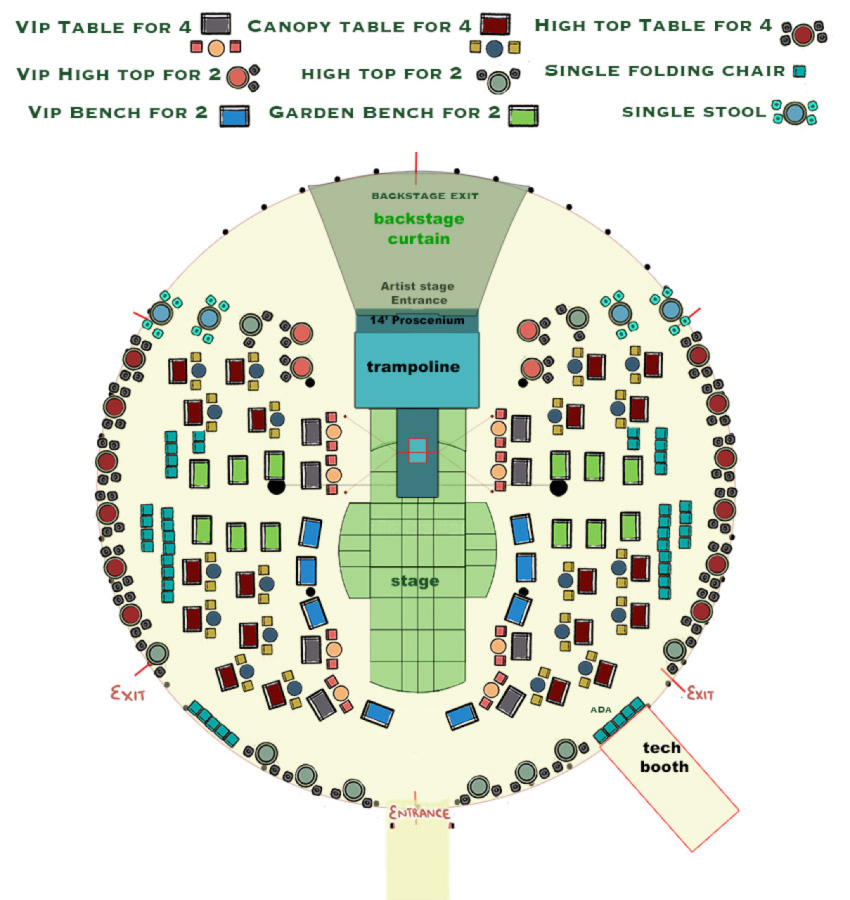 VIP TABLE FOR 4
CANOPY TABLE FOR 4
HIGH TOP TABLE FOR 4
VIP HIGH TOP FOR 2
HIGH TOP FOR 2
SINGLE FOLDING CHAIR
VIP BENCH FOR 2
GARDEN BENCH FOR 2
SINGLE STOOL
BACKSTAGE EXIT
backstage
curtain
Artist stage
Entrance
14' Proscenium
trampoline
stage
EXIT
EXIT
ADA
tech
booth
ENTRANCE